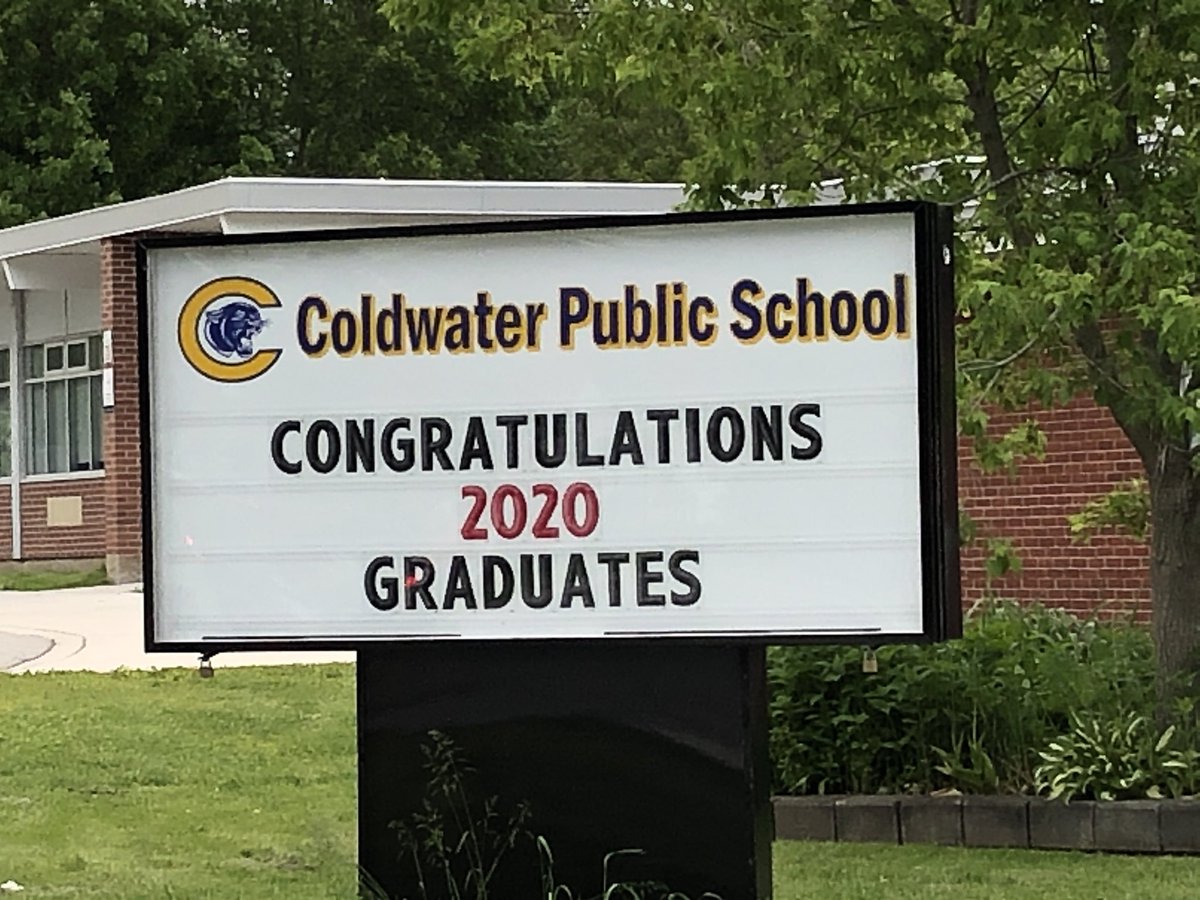 Coldwater Public School
CONGRATULATIONS
2020
GRADUATES